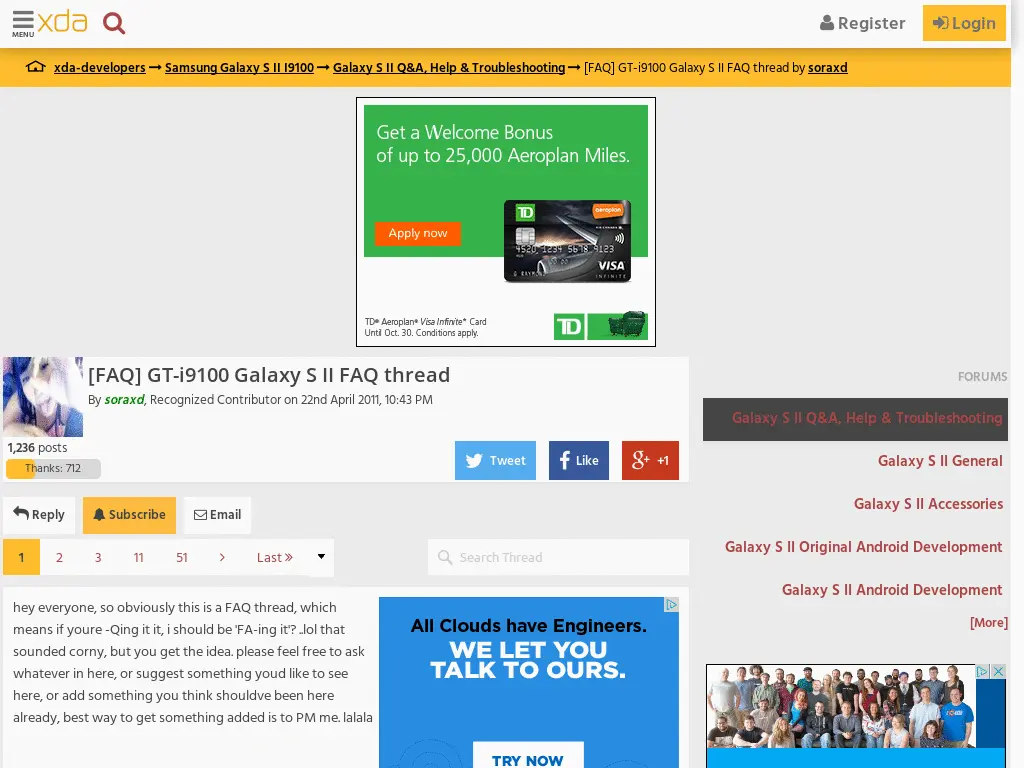 MENU xda Register Login
xda-developers → Samsung Galaxy S II I9100 → Galaxy S II Q&A, Help & Troubleshooting → [FAQ] GT-i9100 Galaxy S II FAQ thread by soraxd
Get a Welcome Bonus
of up to 25,000 Aeroplan Miles.
Apply now
TD
aeroplan
4520 1234 5678 9123
VISA
INFINITE
TD® Aeroplan® Visa Infinite* Card
Until Oct. 30. Conditions apply.
TD
[FAQ] GT-i9100 Galaxy S II FAQ thread
By soraxd, Recognized Contributor on 22nd April 2011, 10:43 PM
1,236 posts
Thanks: 712
Tweet Like g+ +1
Reply Subscribe Email
1 2 3 11 51 > Last »
Search Thread
hey everyone, so obviously this is a FAQ thread, which
means if youre -Qing it it, i should be 'FA-ing it'? ..lol that
sounded corny, but you get the idea. please feel free to ask
whatever in here, or suggest something youd like to see
here, or add something you think shouldve been here
already, best way to get something added is to PM me. lalala
All Clouds have Engineers.
WE LET YOU
TALK TO OURS.
TRY NOW
FORUMS
Galaxy S II Q&A, Help & Troubleshooting
Galaxy S II General
Galaxy S II Accessories
Galaxy S II Original Android Development
Galaxy S II Android Development
[More]